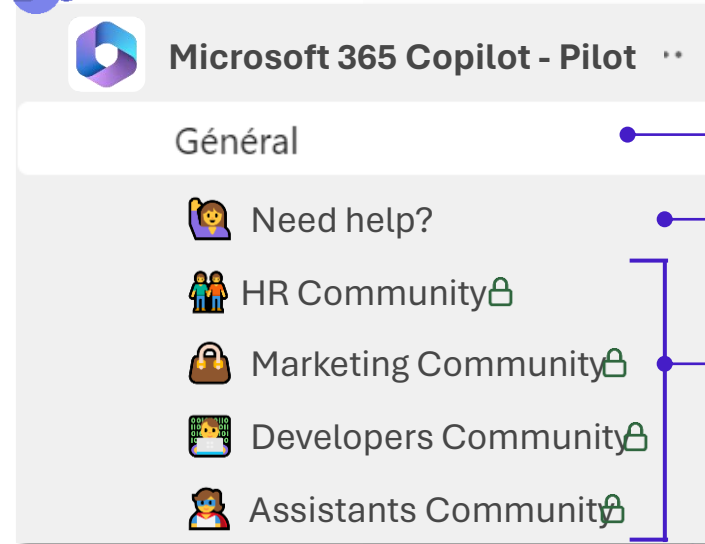 Microsoft 365 Copilot - Pilot
Général
Need help?
HR Community
Marketing Community
Developers Community
Assistants Community